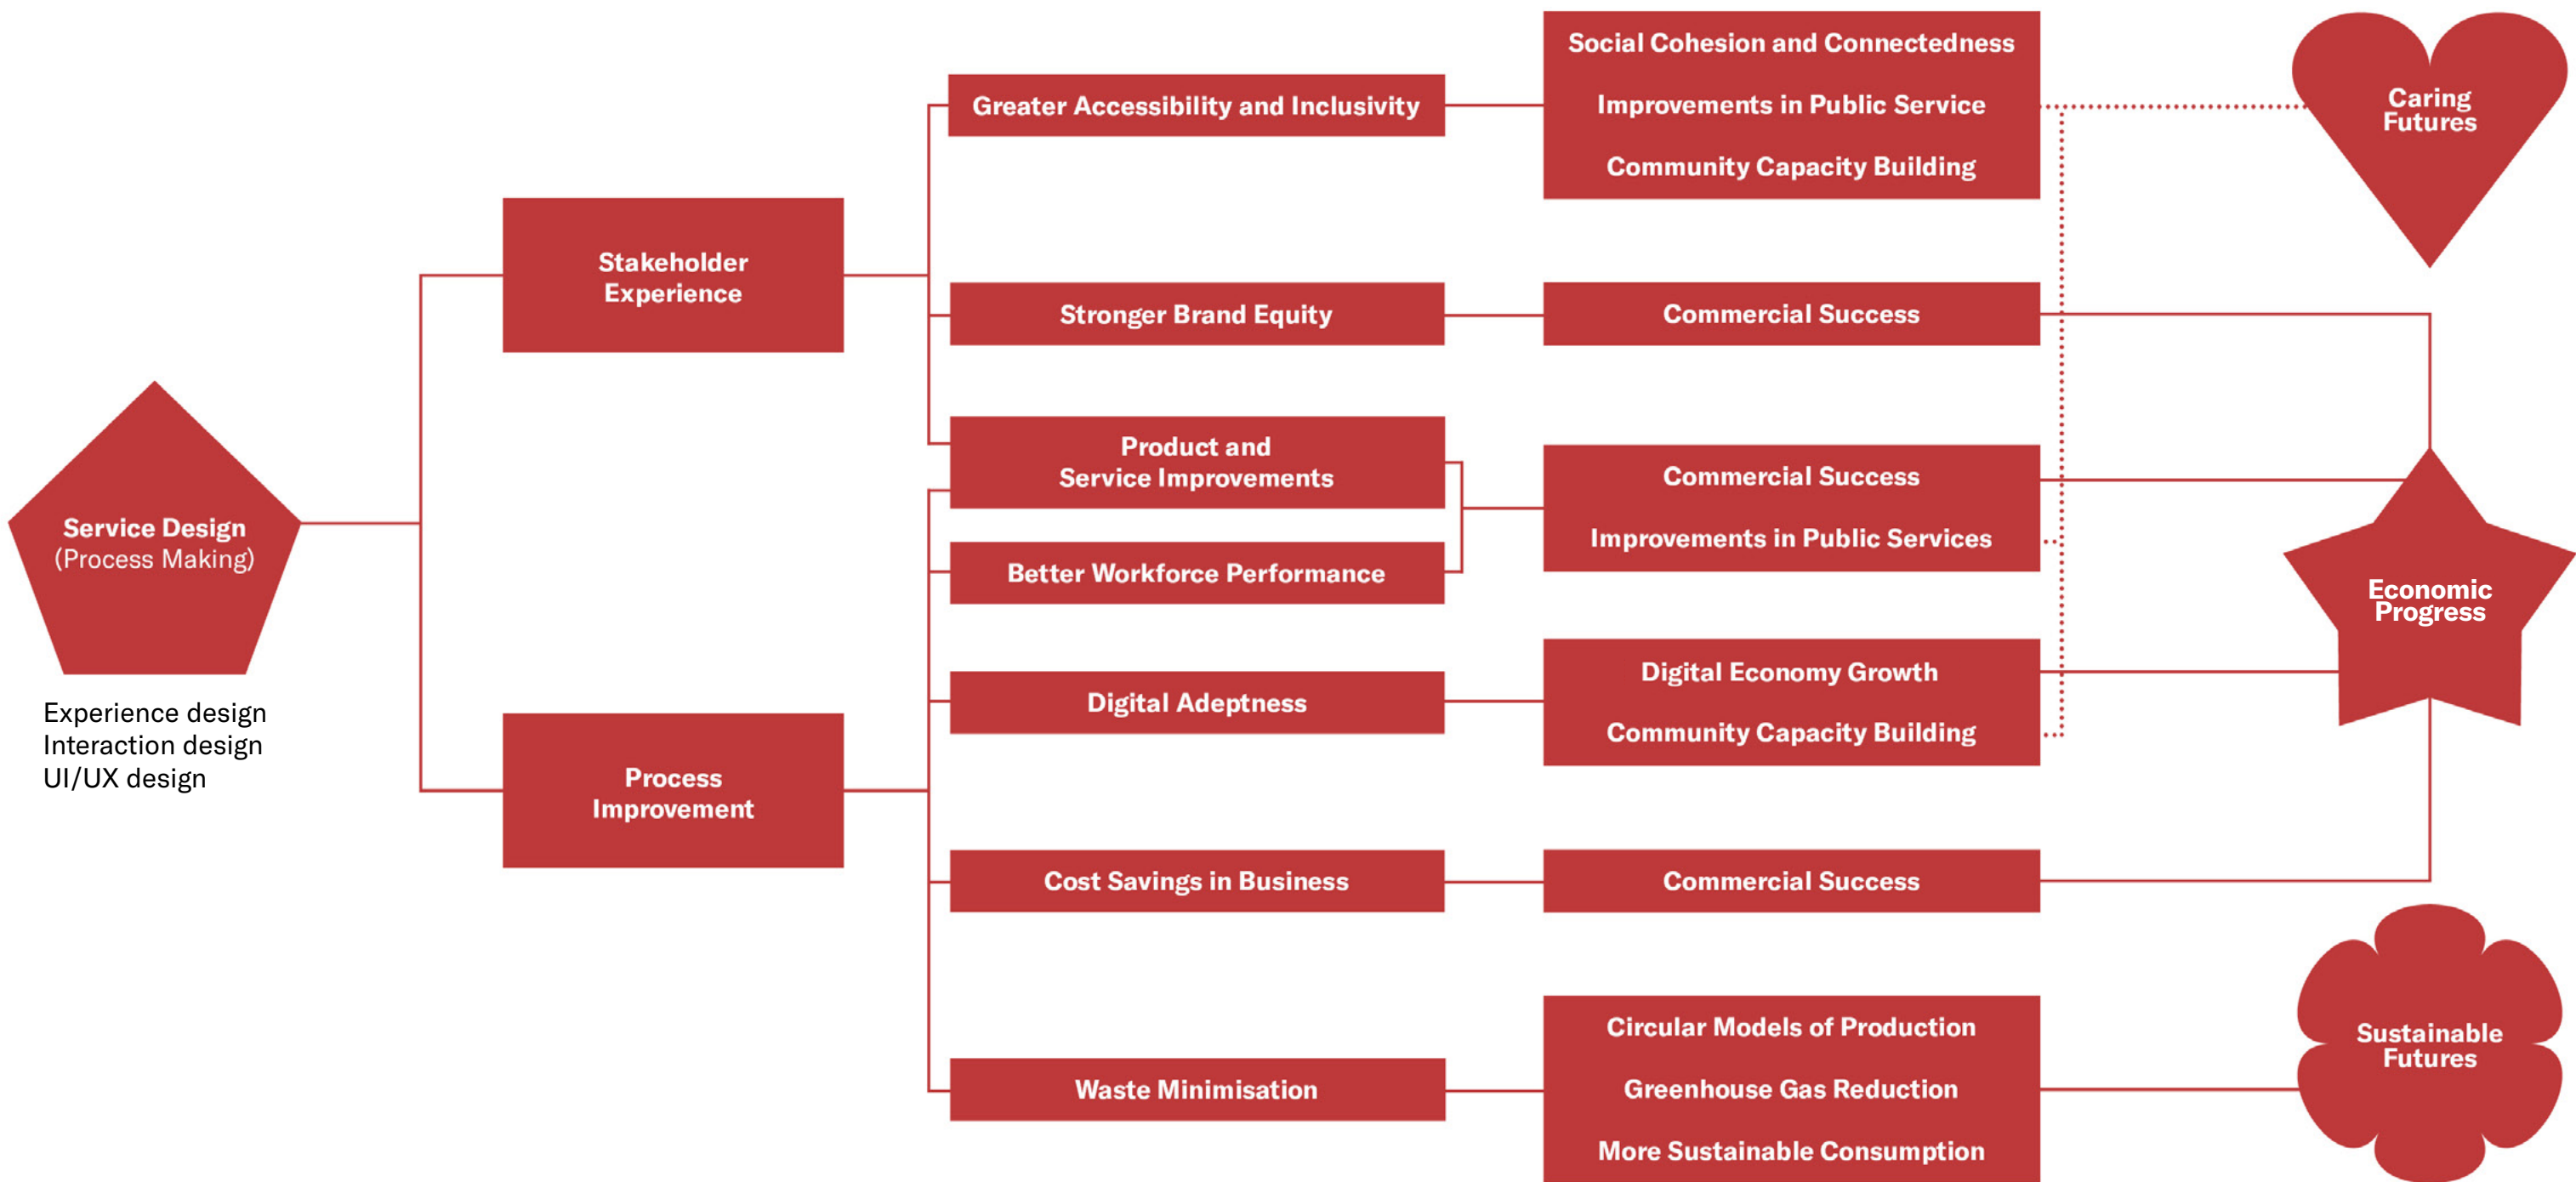 Service Design
(Process Making)
Experience design
Interaction design
UI/UX design
Stakeholder
Experience
Process
Improvement
Greater Accessibility and Inclusivity
Stronger Brand Equity
Product and
Service Improvements
Better Workforce Performance
Digital Adeptness
Cost Savings in Business
Waste Minimisation
Social Cohesion and Connectedness
Improvements in Public Service
Community Capacity Building
Commercial Success
Commercial Success
Improvements in Public Services
Digital Economy Growth
Community Capacity Building
Commercial Success
Circular Models of Production
Greenhouse Gas Reduction
More Sustainable Consumption
Caring
Futures
Economic
Progress
Sustainable
Futures